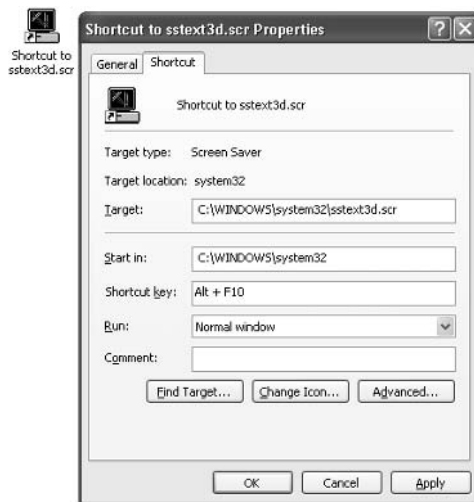 Shortcut to
sstext3d.scr
Shortcut to sstext3d.scr Properties
General Shortcut
Shortcut to sstext3d.scr
Target type: Screen Saver
Target location: system32
Target: C:\WINDOWS\system32\sstext3d.scr
Start in: C:\WINDOWS\system32
Shortcut key: Alt + F10
Run: Normal window
Comment:
Find Target... Change Icon... Advanced...
OK Cancel Apply